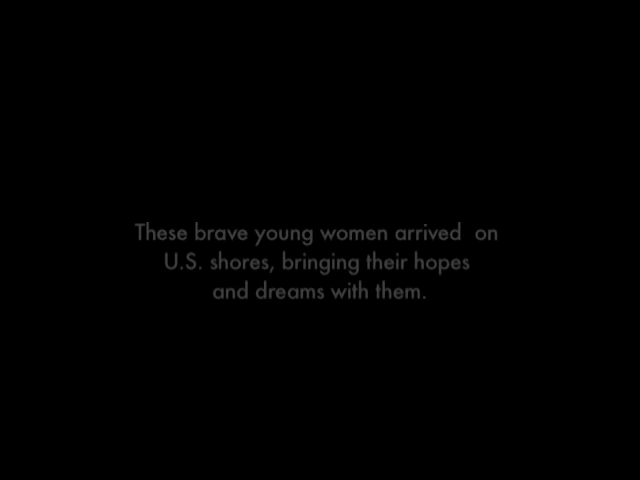 These brave young women arrived  on
U.S. shores, bringing their hopes
and dreams with them.